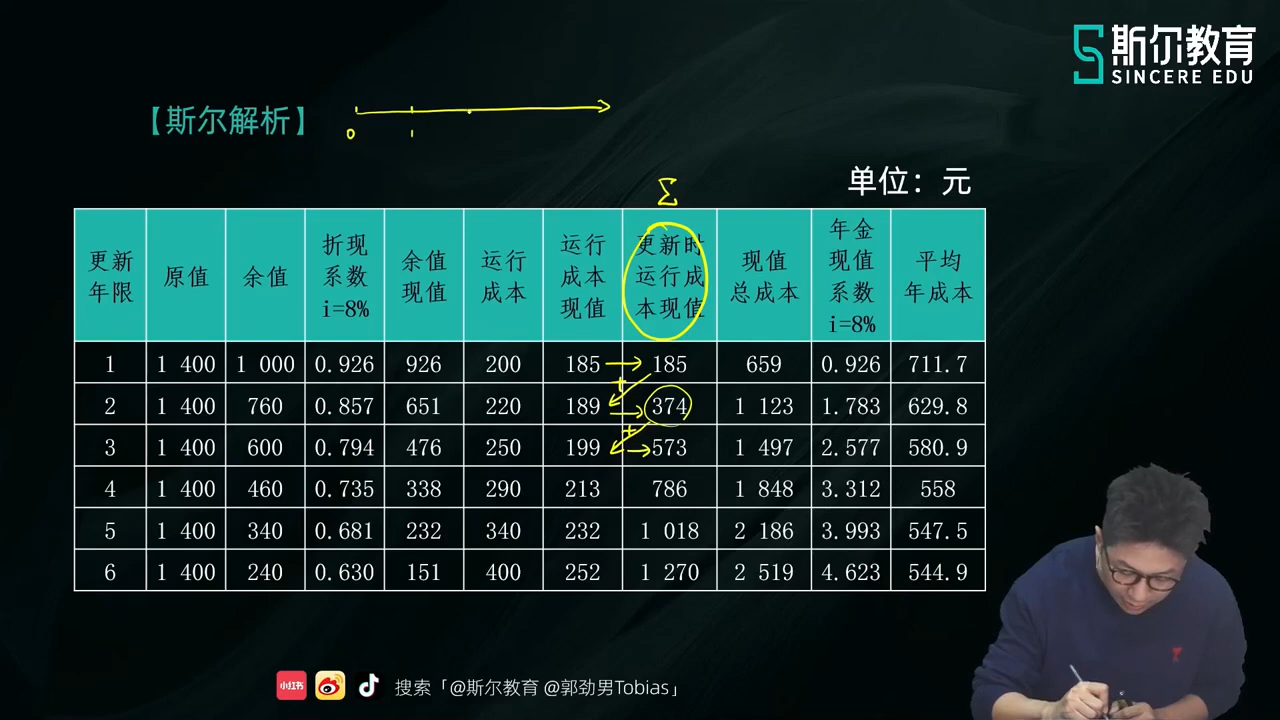 斯尔教育
SINCERE EDU
【斯尔解析】
0 1
单位：元
Σ
更新年限 原值 余值 折现系数i=8% 余值现值 运行成本 运行成本现值 更新时运行成本现值 现值总成本 年金现值系数i=8% 平均年成本
1 1 400 1 000 0.926 926 200 185 185 659 0.926 711.7
+
2 1 400 760 0.857 651 220 189 374 1 123 1.783 629.8
+
3 1 400 600 0.794 476 250 199 573 1 497 2.577 580.9
4 1 400 460 0.735 338 290 213 786 1 848 3.312 558
5 1 400 340 0.681 232 340 232 1 018 2 186 3.993 547.5
6 1 400 240 0.630 151 400 252 1 270 2 519 4.623 544.9
小红书 搜索「@斯尔教育 @郭劲男Tobias」